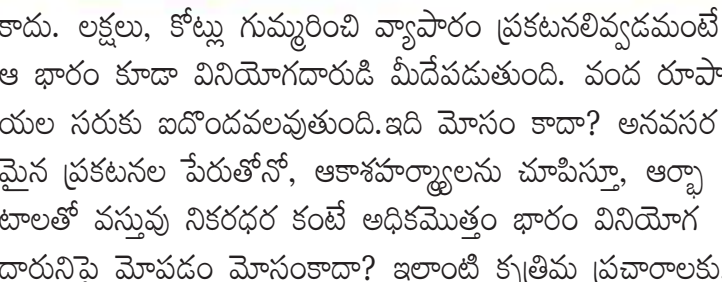 కాదు. లక్షలు, కోట్లు గుమ్మరించి వ్యాపారం ప్రకటనలివ్వడమంటే
ఆ భారం కూడా వినియోగదారుడి మీదేపడుతుంది. వంద రూపా
యల సరుకు ఐదొందవలవుతుంది.ఇది మోసం కాదా? అనవసర
మైన ప్రకటనల పేరుతోనో, ఆకాశహర్మ్యాలను చూపిస్తూ, ఆర్భా
టాలతో వస్తువు నికరధర కంటే అధికమొత్తం భారం వినియోగ
దారునిపై మోపడం మోసంకాదా? ఇలాంటి కృత్రిమ ప్రచారాలకు